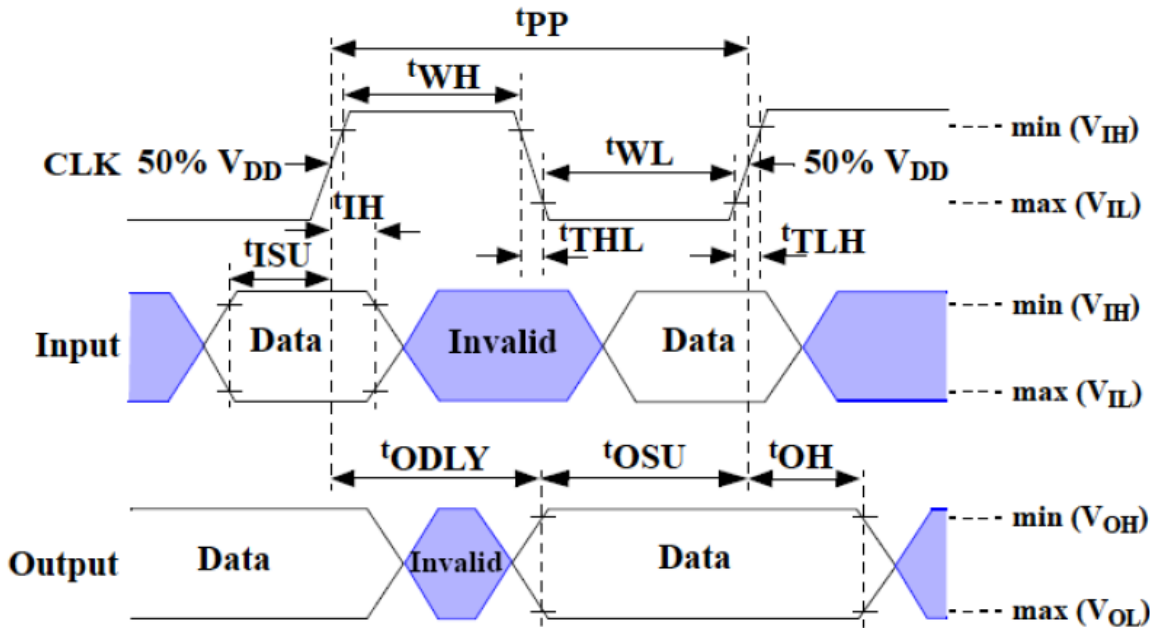 tPP
tWH
min (VIH)
CLK 50% VDD
tWL
50% VDD
tIH
max (VIL)
tISU
tTHL
tTLH
min (VIH)
Input
Data
Invalid
Data
max (VIL)
tODLY
tOSU
tOH
min (VOH)
Output
Data
Invalid
Data
max (VOL)